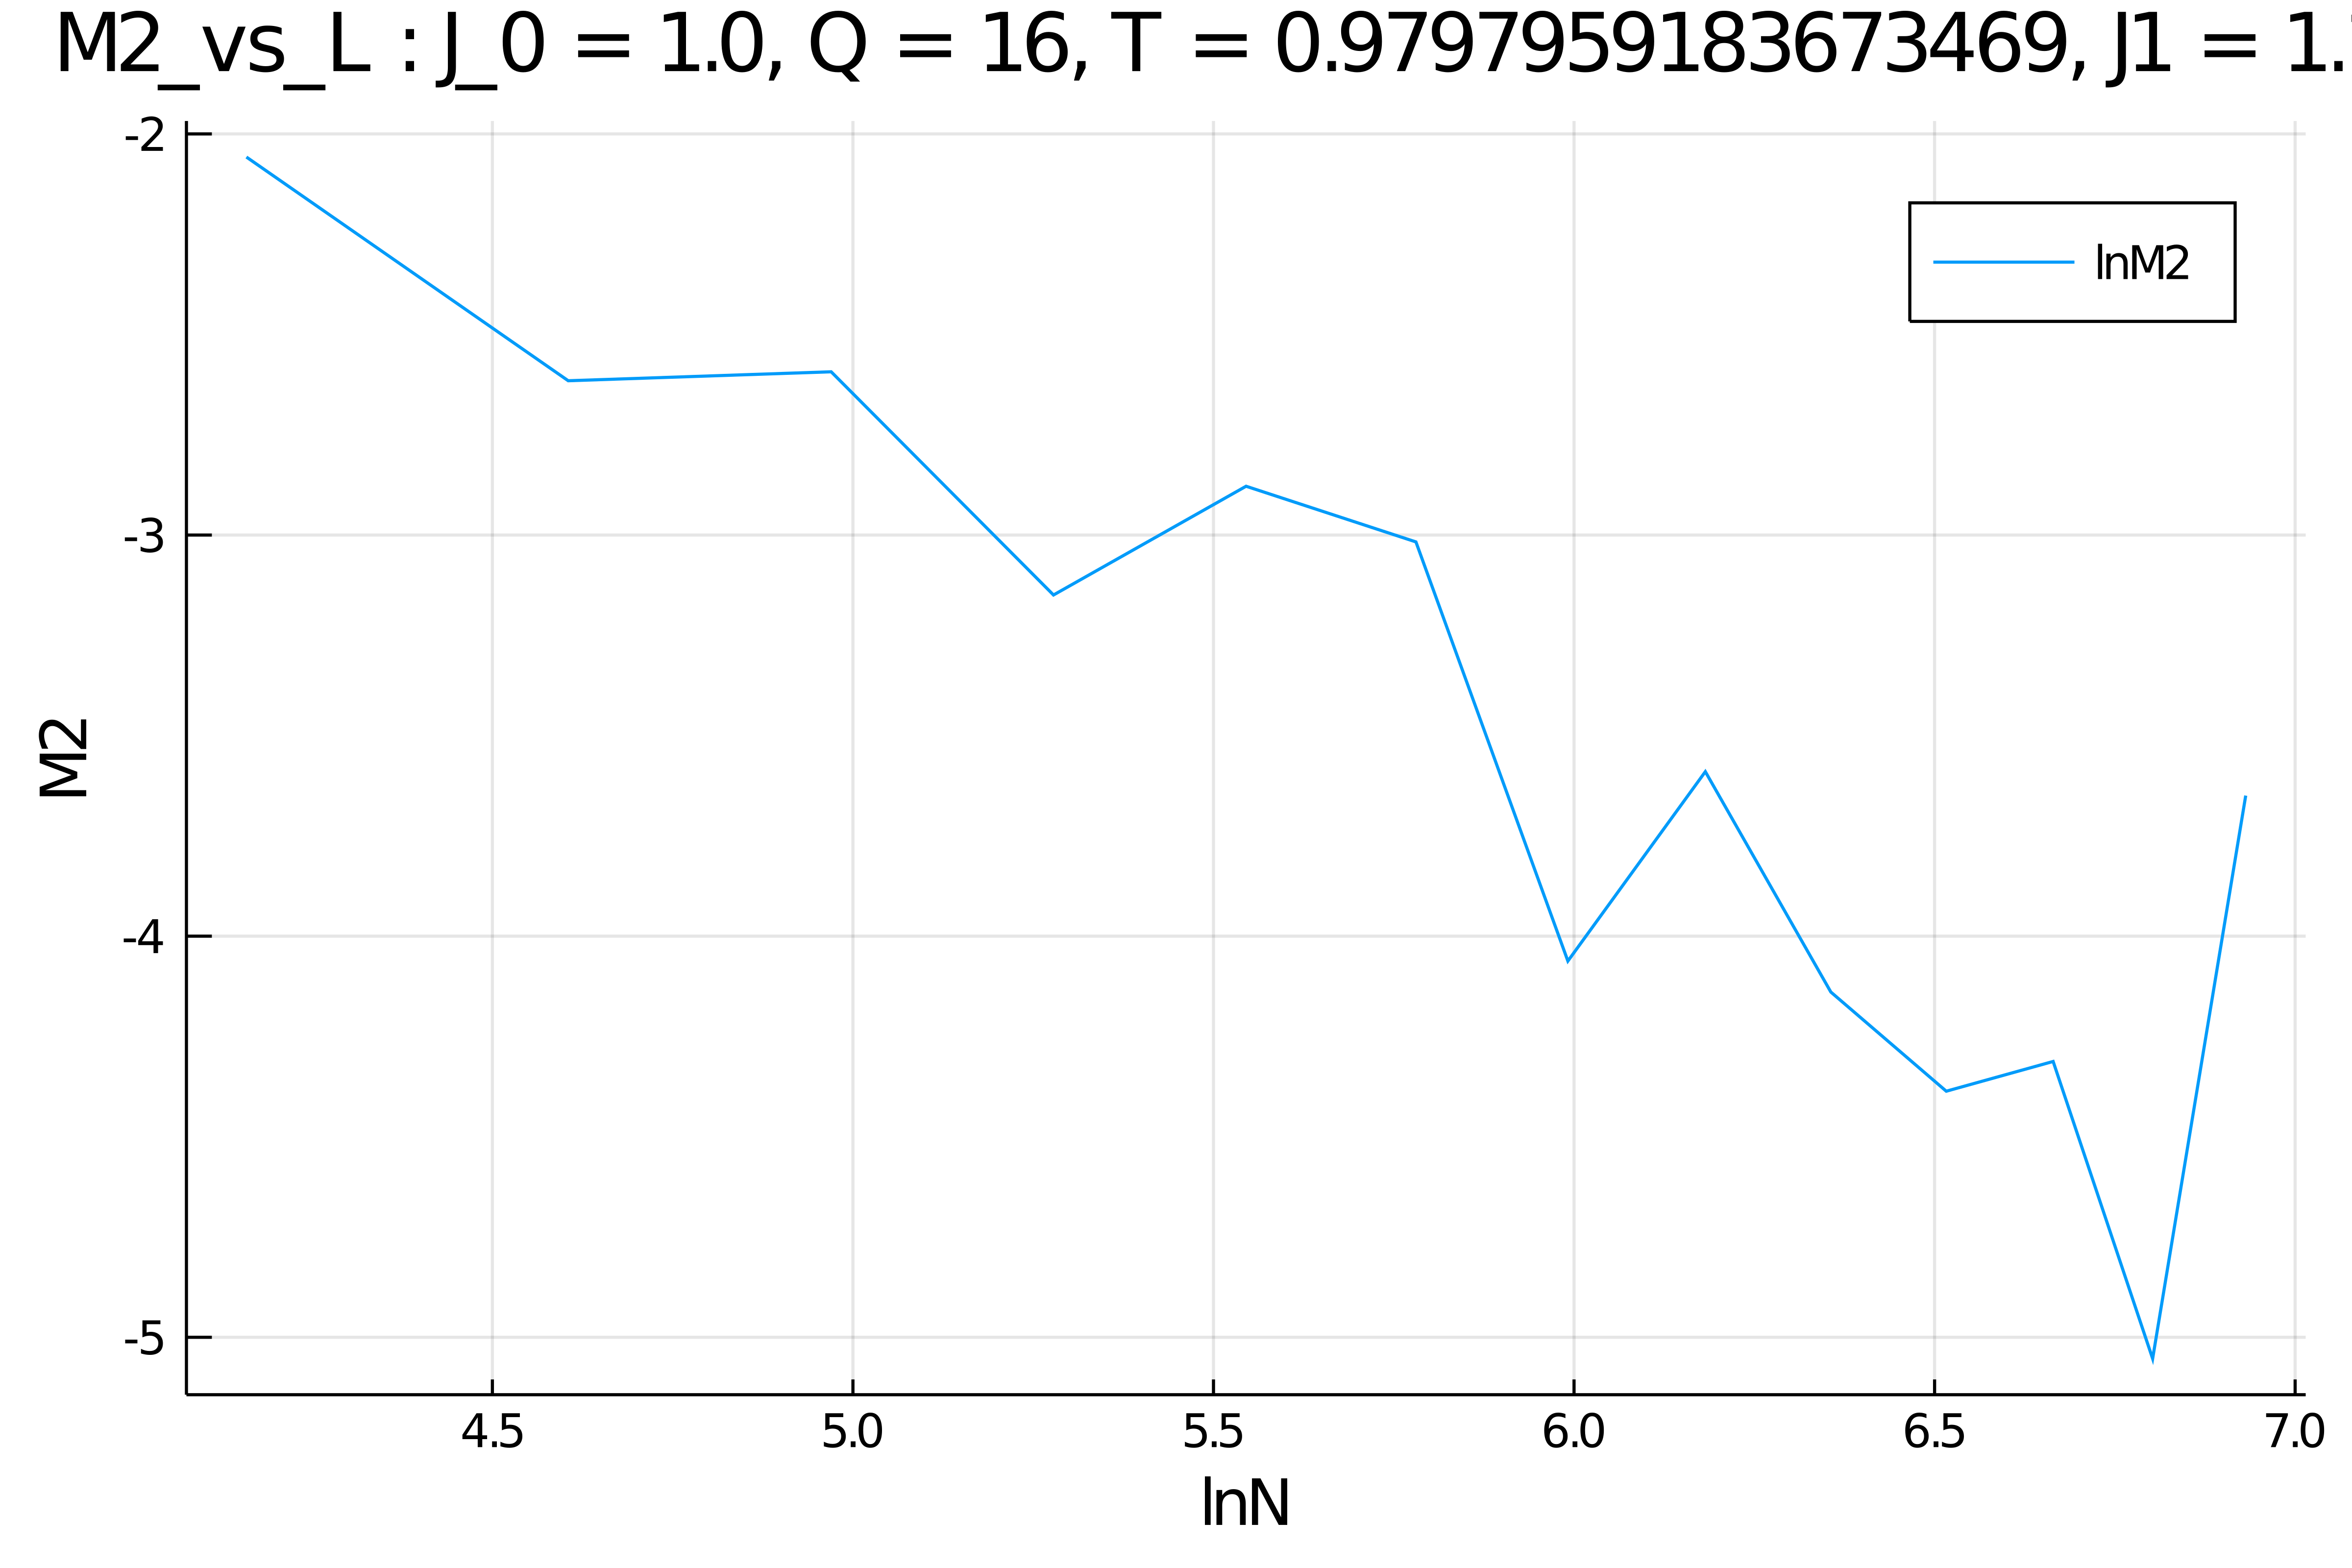 M2_vs_L : J_0 = 1.0, Q = 16, T = 0.9797959183673469, J1 = 1.
-2
lnM2
-3
M2
-4
-5
4.5 5.0 5.5 6.0 6.5 7.0
lnN